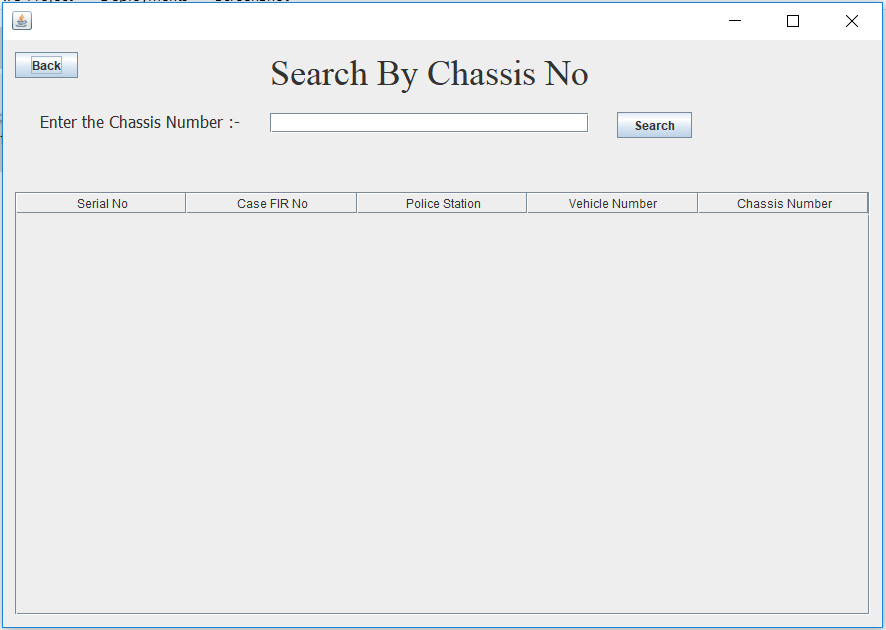 Back
Search By Chassis No
Enter the Chassis Number :-
Search
Serial No Case FIR No Police Station Vehicle Number Chassis Number